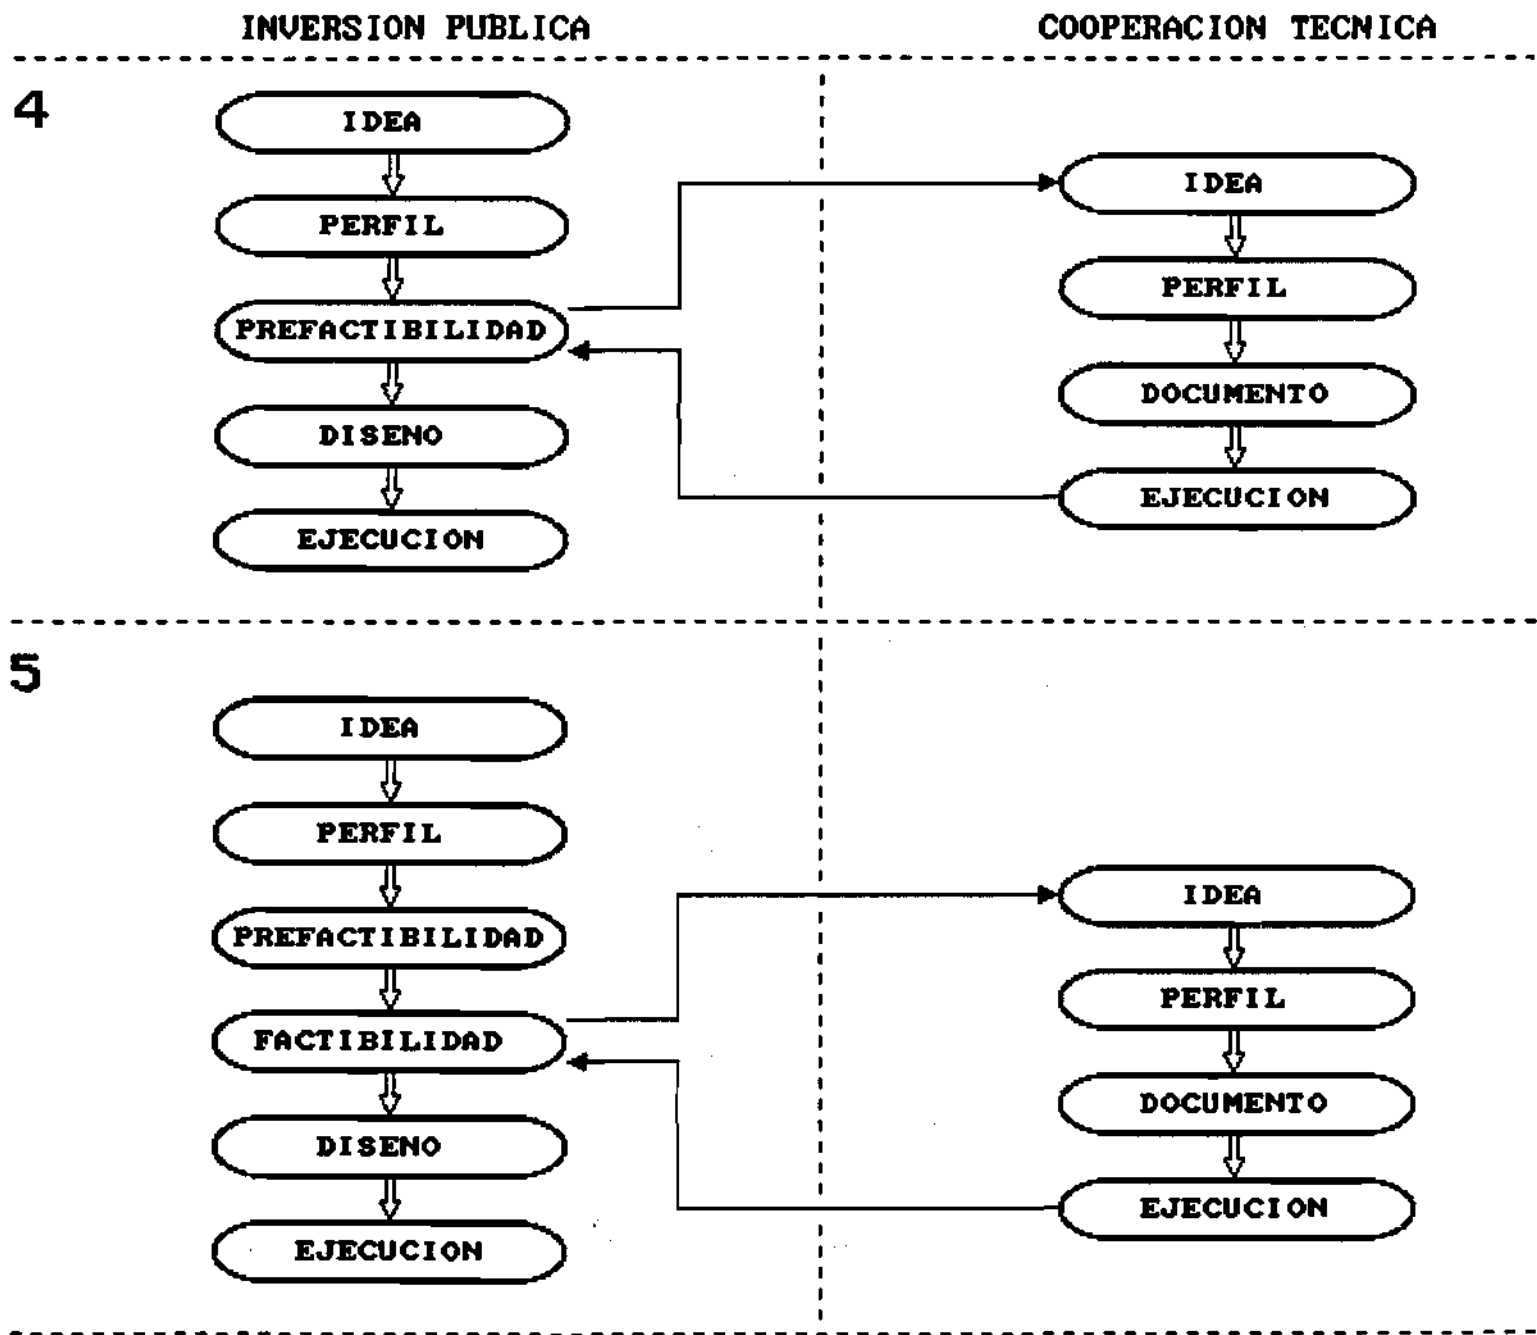 INVERSION PUBLICA
COOPERACION TECNICA
4
IDEA
PERFIL
PREFACTIBILIDAD
DISENO
EJECUCION
IDEA
PERFIL
DOCUMENTO
EJECUCION
5
IDEA
PERFIL
PREFACTIBILIDAD
FACTIBILIDAD
DISENO
EJECUCION
IDEA
PERFIL
DOCUMENTO
EJECUCION